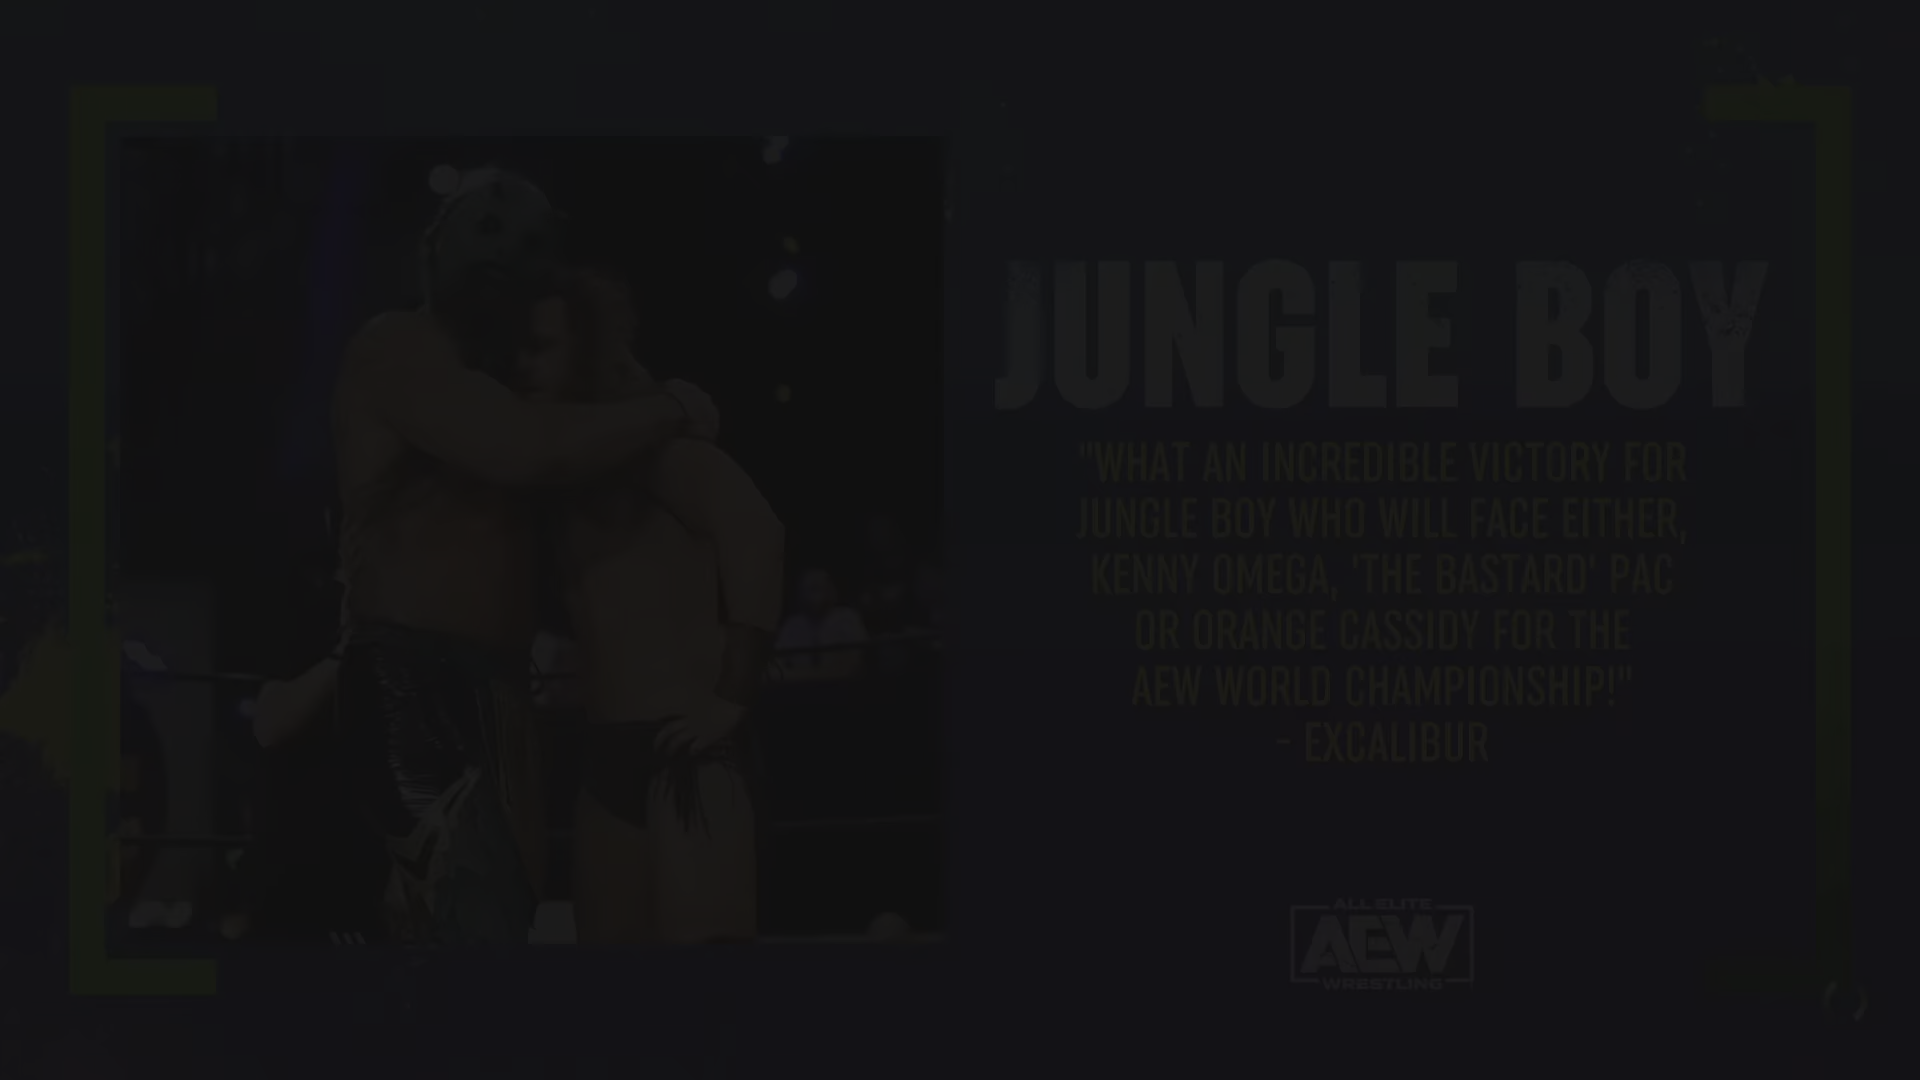 JUNGLE BOY
"WHAT AN INCREDIBLE VICTORY FOR
JUNGLE BOY WHO WILL FACE EITHER,
KENNY OMEGA, 'THE BASTARD' PAC
OR ORANGE CASSIDY FOR THE
AEW WORLD CHAMPIONSHIP!"
- EXCALIBUR
ALL ELITE
AEW
WRESTLING